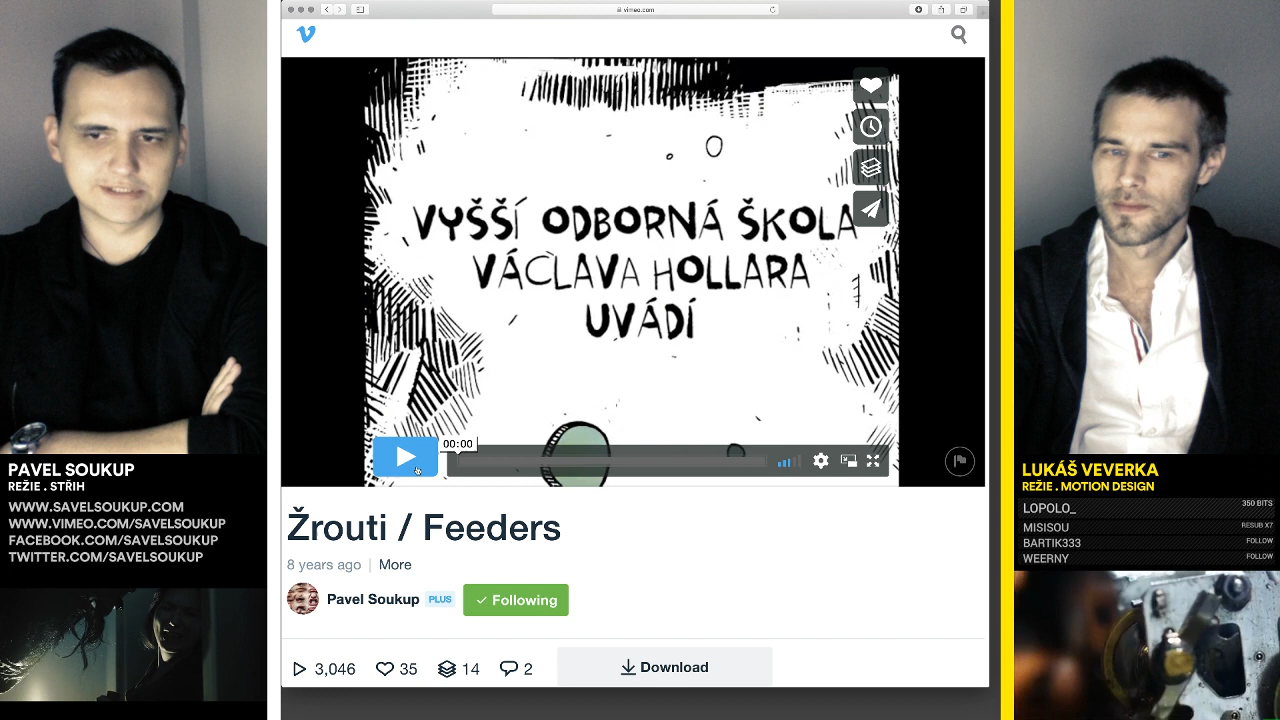 vimeo.com
VYŠŠÍ ODBORNÁ ŠKOLA
VÁCLAVA HOLLARA
UVÁDÍ
00:00
Žrouti / Feeders
8 years ago | More
Pavel Soukup PLUS Following
3,046 35 14 2 Download
PAVEL SOUKUP
REŽIE . STŘIH
WWW.SAVELSOUKUP.COM
WWW.VIMEO.COM/SAVELSOUKUP
FACEBOOK.COM/SAVELSOUKUP
TWITTER.COM/SAVELSOUKUP
LUKÁŠ VEVERKA
REŽIE . MOTION DESIGN
LOPOLO_ 350 BITS
MISISOU RESUB X7
BARTIK333 FOLLOW
WEERNY FOLLOW